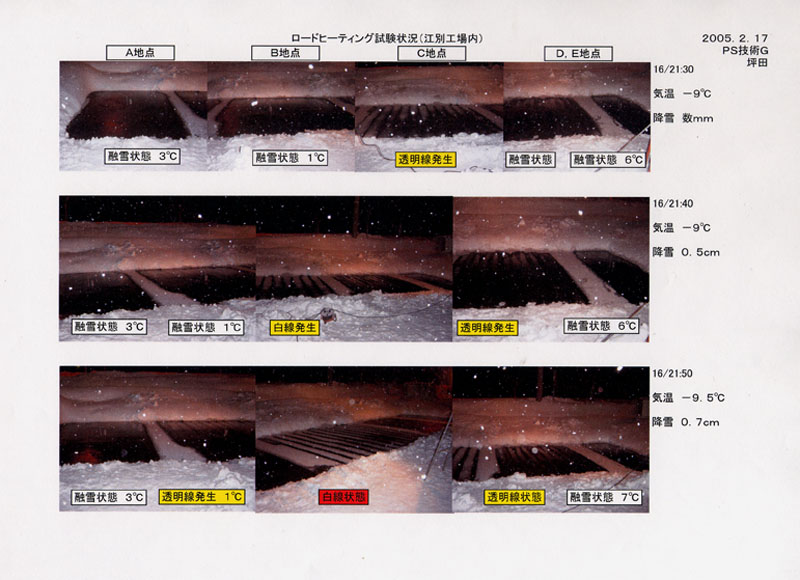 ロードヒーティング試験状況(江別工場内)
2005. 2. 17
PS技術G
坪田
A地点 B地点 C地点 D, E地点
16/21:30
気温 －9℃
降雪 数mm
融雪状態 3℃ 融雪状態 1℃ 透明線発生 融雪状態 融雪状態 6℃
16/21:40
気温 －9℃
降雪 0.5cm
融雪状態 3℃ 融雪状態 1℃ 白線発生 透明線発生 融雪状態 6℃
16/21:50
気温 －9.5℃
降雪 0.7cm
融雪状態 3℃ 透明線発生 1℃ 白線状態 透明線状態 融雪状態 7℃